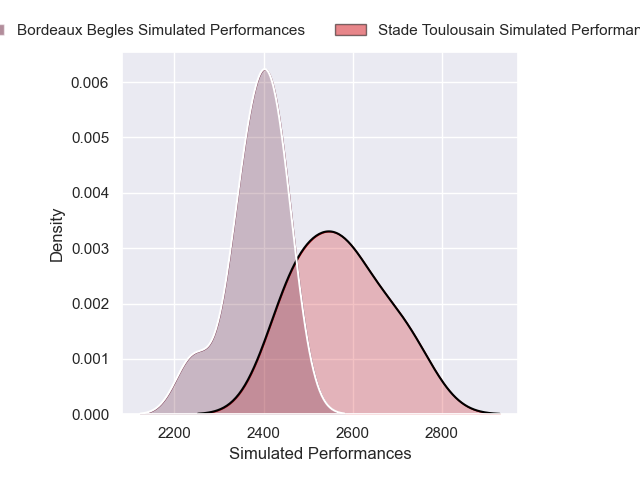 Bordeaux Begles Simulated Performances
Stade Toulousain Simulated
0.006
0.005
0.004
0.003
0.002
0.001
0.000
Density
2200 2400 2600 2800
Simulated Performances